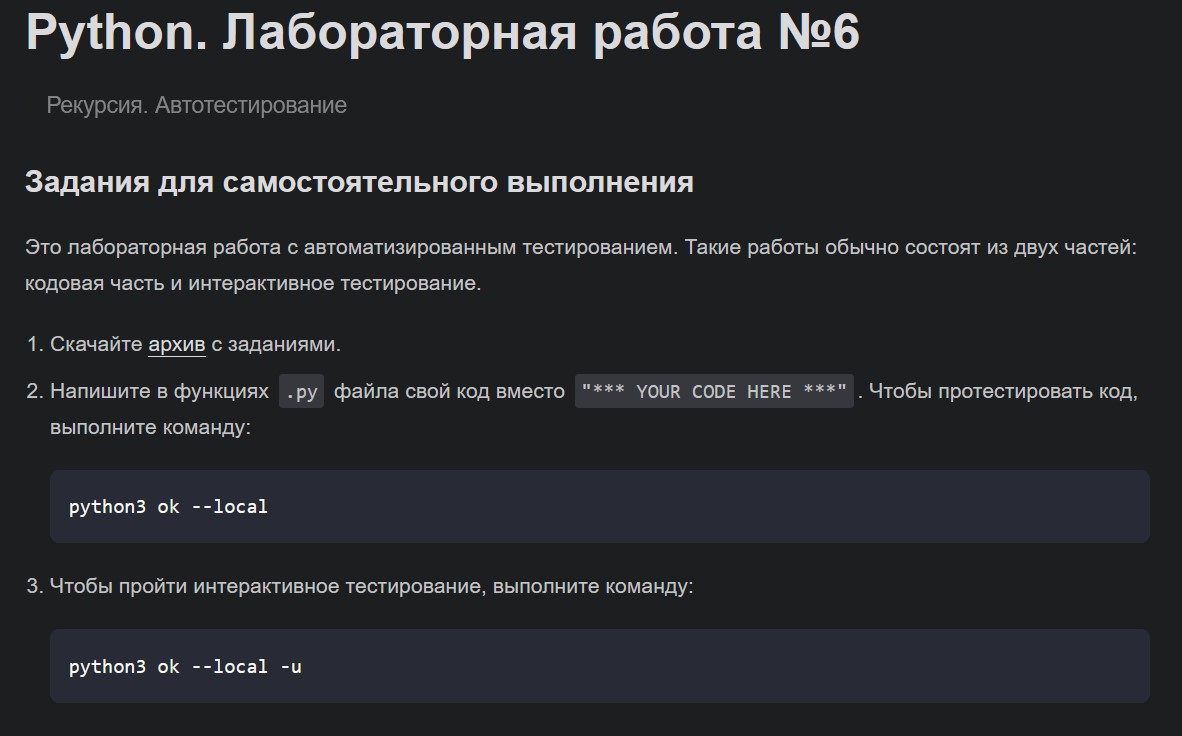 Python. Лабораторная работа №6
Рекурсия. Автотестирование
Задания для самостоятельного выполнения
Это лабораторная работа с автоматизированным тестированием. Такие работы обычно состоят из двух частей:
кодовая часть и интерактивное тестирование.
1. Скачайте архив с заданиями.
2. Напишите в функциях .py файла свой код вместо "*** YOUR CODE HERE ***". Чтобы протестировать код,
выполните команду:
python3 ok --local
3. Чтобы пройти интерактивное тестирование, выполните команду:
python3 ok --local -u